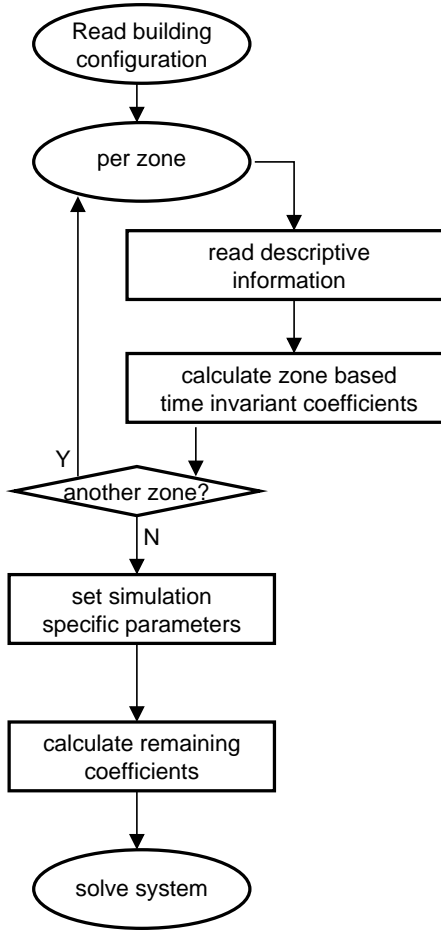 Read building
configuration
per zone
read descriptive
information
calculate zone based
time invariant coefficients
Y
another zone?
N
set simulation
specific parameters
calculate remaining
coefficients
solve system